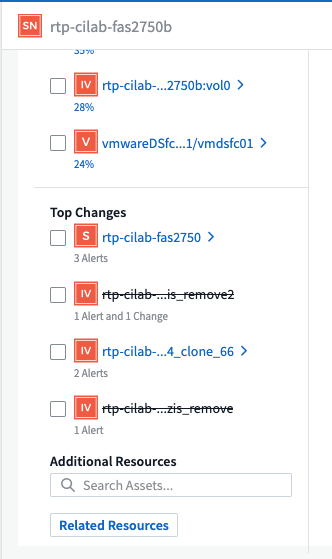 SN rtp-cilab-fas2750b
35%
IV rtp-cilab-...2750b:vol0
28%
V vmwareDSfc...1/vmdsfc01
24%
Top Changes
S rtp-cilab-fas2750
3 Alerts
IV rtp-cilab-...is_remove2
1 Alert and 1 Change
IV rtp-cilab-...4_clone_66
2 Alerts
IV rtp-cilab-...zis_remove
1 Alert
Additional Resources
Search Assets...
Related Resources